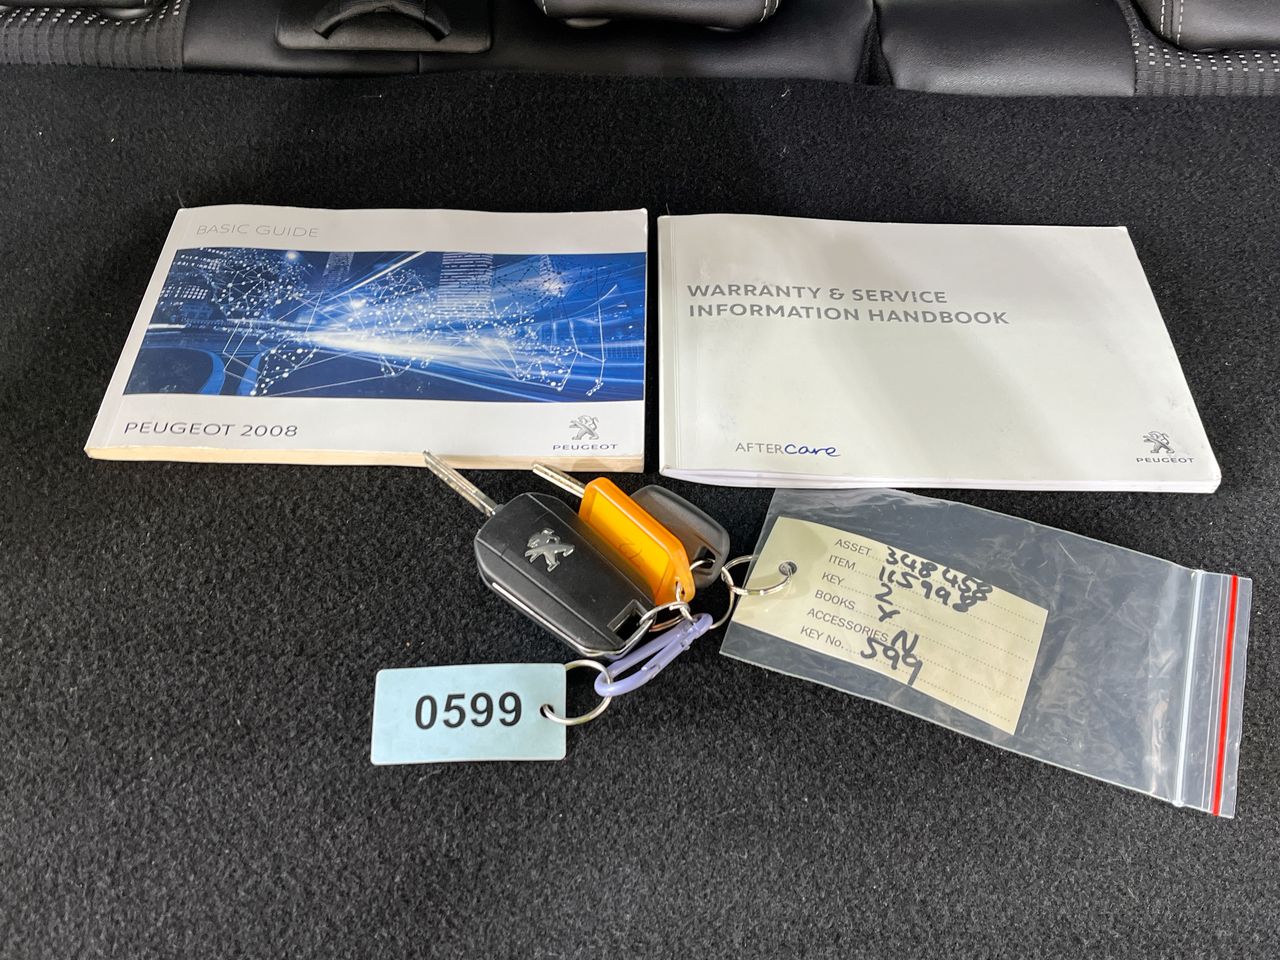 BASIC GUIDE
PEUGEOT 2008
PEUGEOT
WARRANTY & SERVICE
INFORMATION HANDBOOK
AFTERcare
PEUGEOT
ASSET 348458
ITEM 115998
KEY 2
BOOKS Y
ACCESSORIES N
KEY No. 599
0599